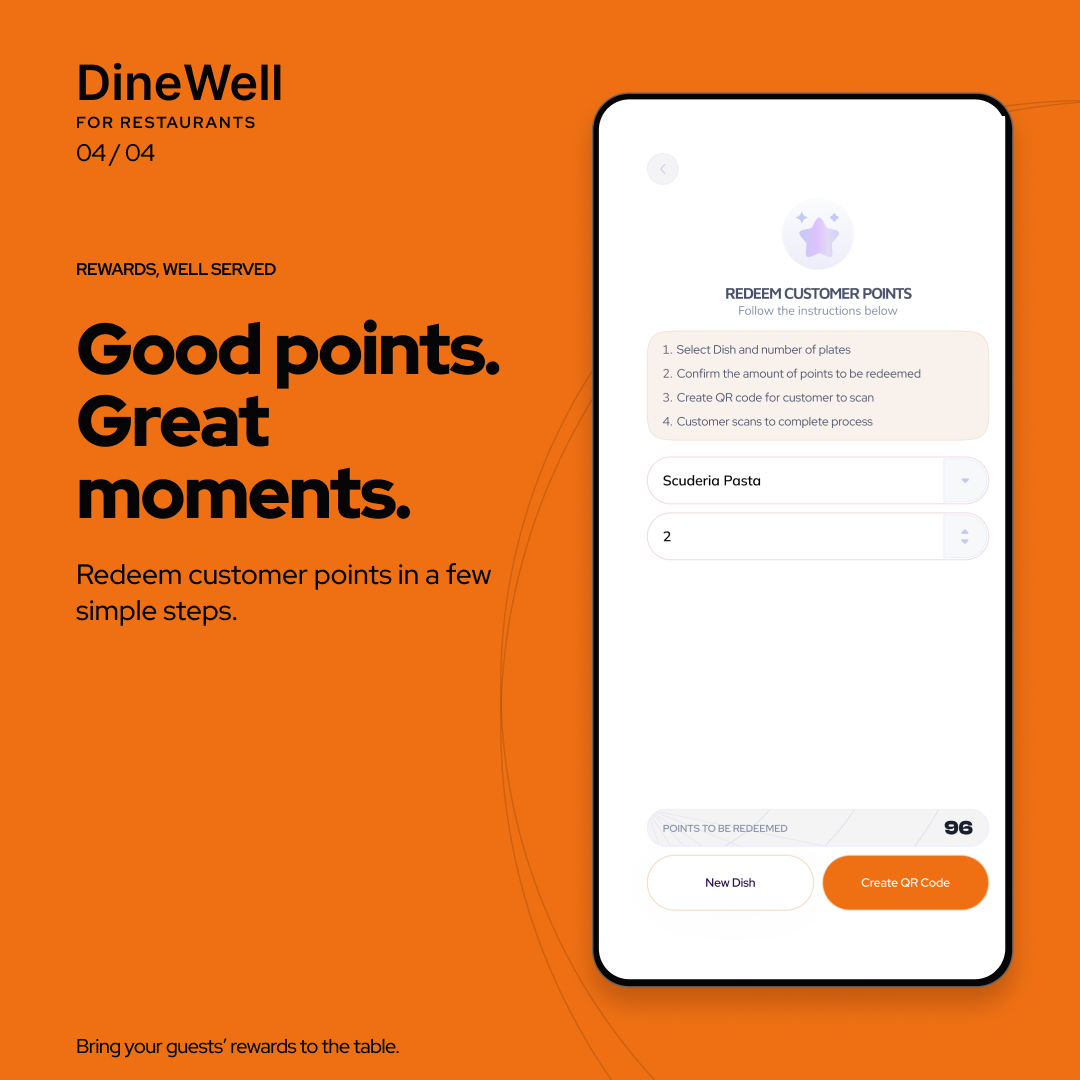 DineWell
FOR RESTAURANTS
04 / 04
REWARDS, WELL SERVED
Good points.
Great
moments.
Redeem customer points in a few
simple steps.
Bring your guests’ rewards to the table.
REDEEM CUSTOMER POINTS
Follow the instructions below
1. Select Dish and number of plates
2. Confirm the amount of points to be redeemed
3. Create QR code for customer to scan
4. Customer scans to complete process
Scuderia Pasta
2
POINTS TO BE REDEEMED 96
New Dish Create QR Code